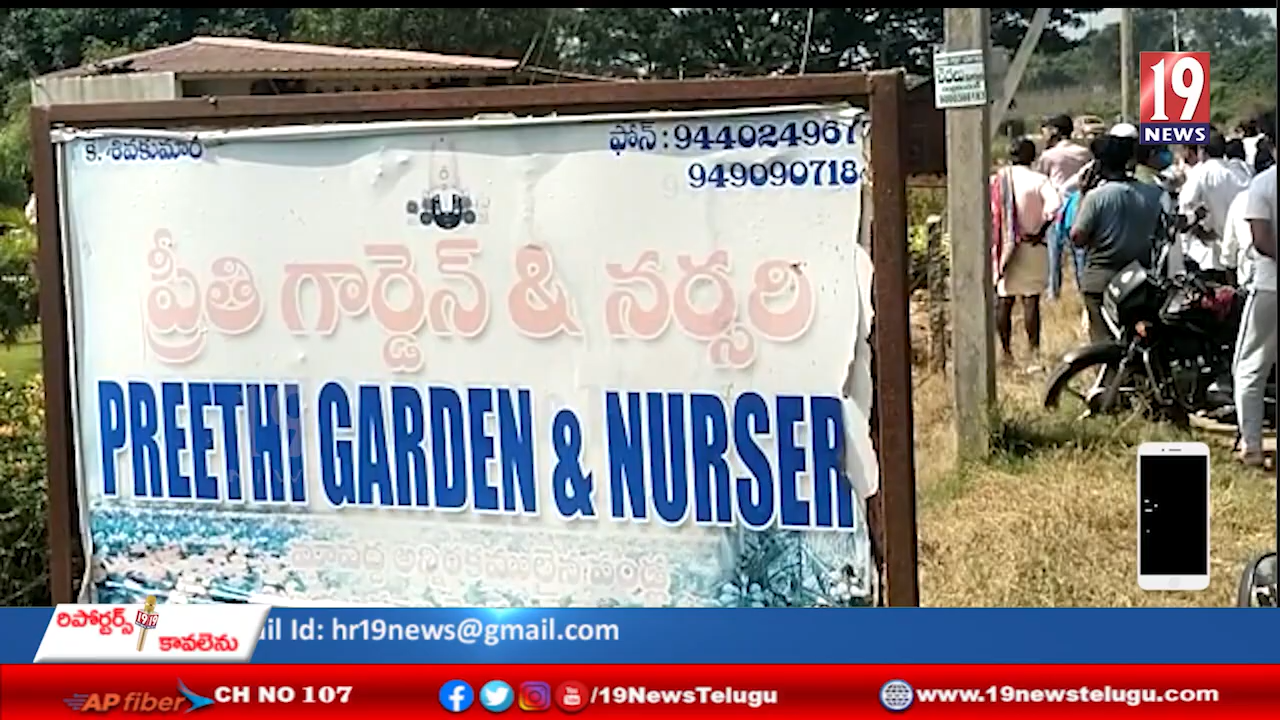 19
NEWS
కె. శివకుమార్
ఫోన్ : 944024967
949090718
ప్రీతి గార్డెన్ & నర్సరి
PREETHI GARDEN & NURSER
రిపోర్టర్స్
కావలెను
ail Id: hr19news@gmail.com
AP fiber CH NO 107
/19NewsTelugu
www.19newstelugu.com